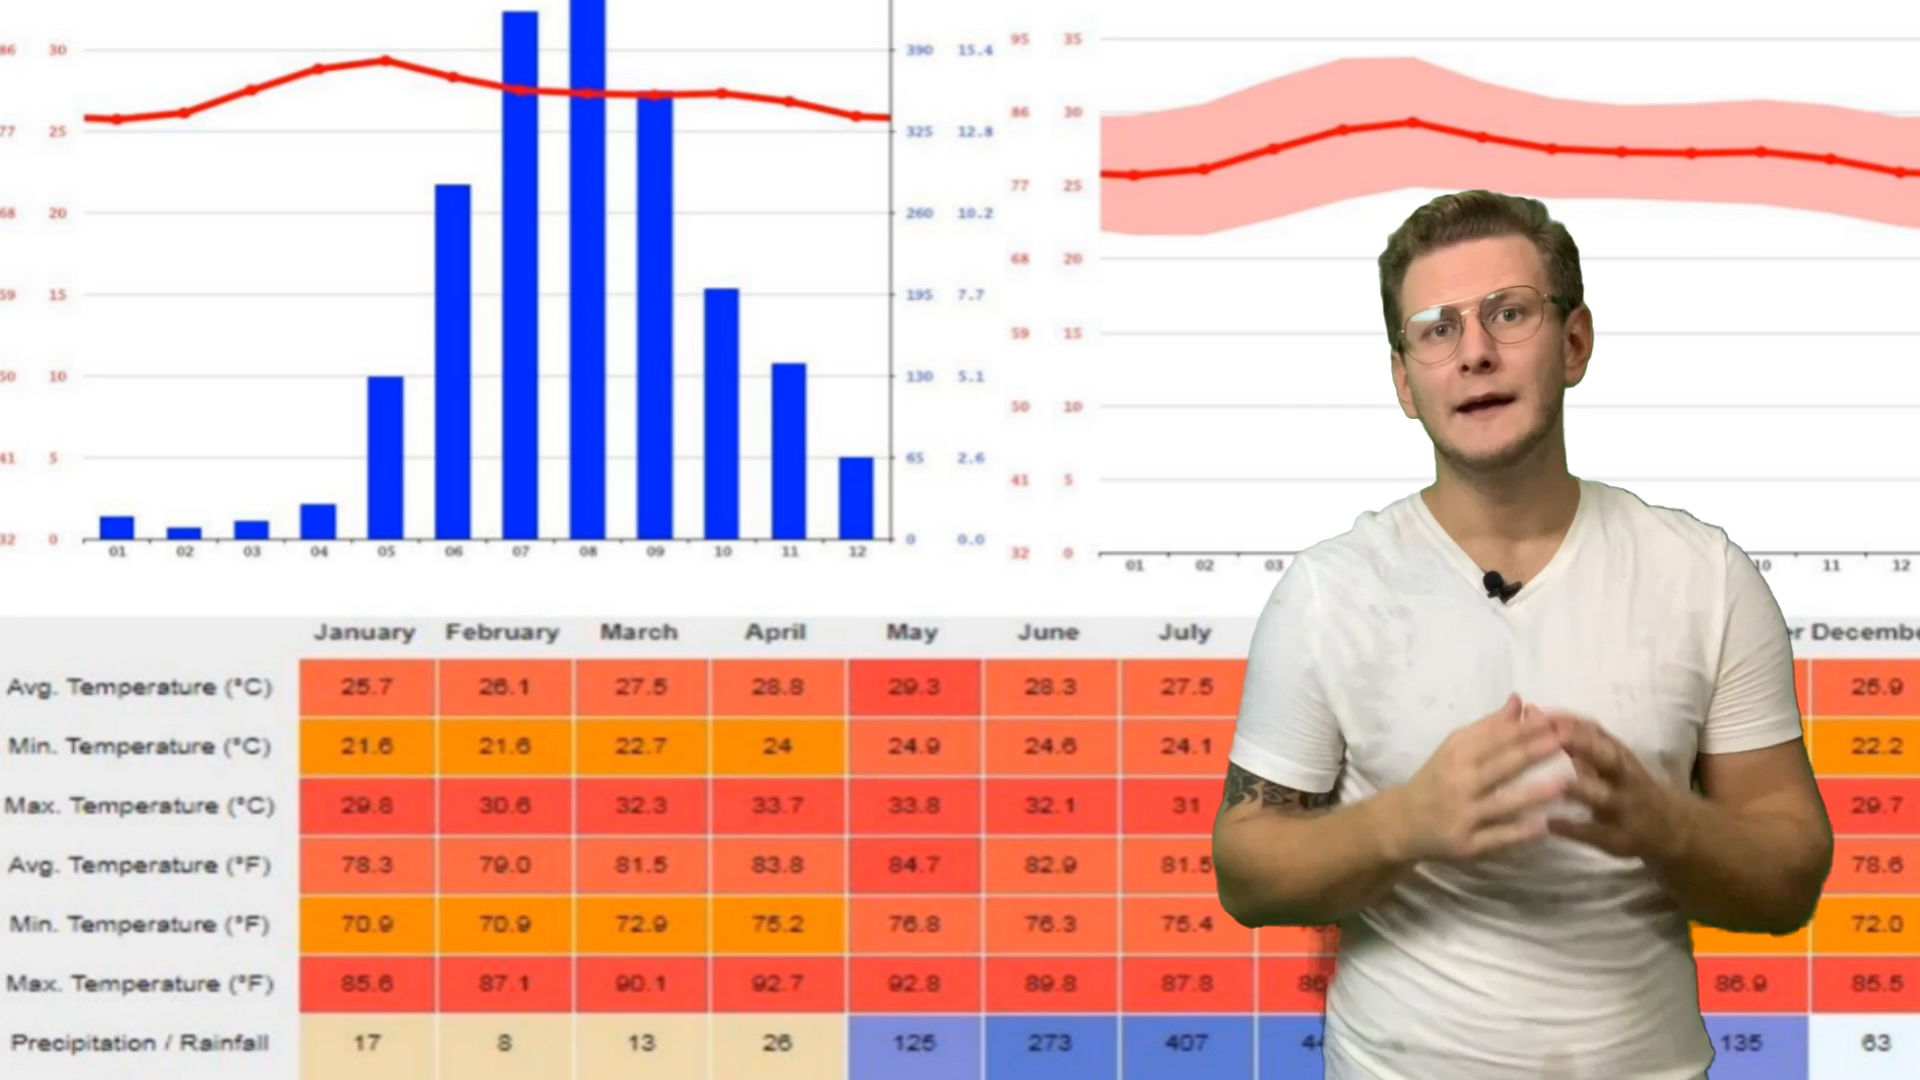 86 30 390 15.4
77 25 325 12.8
68 20 260 10.2
59 15 195 7.7
50 10 130 5.1
41 5 65 2.6
32 0 0 0.0
01 02 03 04 05 06 07 08 09 10 11 12
95 35
86 30
77 25
68 20
59 15
50 10
41 5
32 0
01 02 03 10 11 12
January February March April May June July er Decembe
Avg. Temperature (°C) 25.7 26.1 27.5 28.8 29.3 28.3 27.5 25.9
Min. Temperature (°C) 21.6 21.6 22.7 24 24.9 24.6 24.1 22.2
Max. Temperature (°C) 29.8 30.6 32.3 33.7 33.8 32.1 31 29.7
Avg. Temperature (°F) 78.3 79.0 81.5 83.8 84.7 82.9 81.5 78.6
Min. Temperature (°F) 70.9 70.9 72.9 75.2 76.8 76.3 75.4 72.0
Max. Temperature (°F) 85.6 87.1 90.1 92.7 92.8 89.8 87.8 86.9 85.5
Precipitation / Rainfall 17 8 13 26 125 273 407 135 63